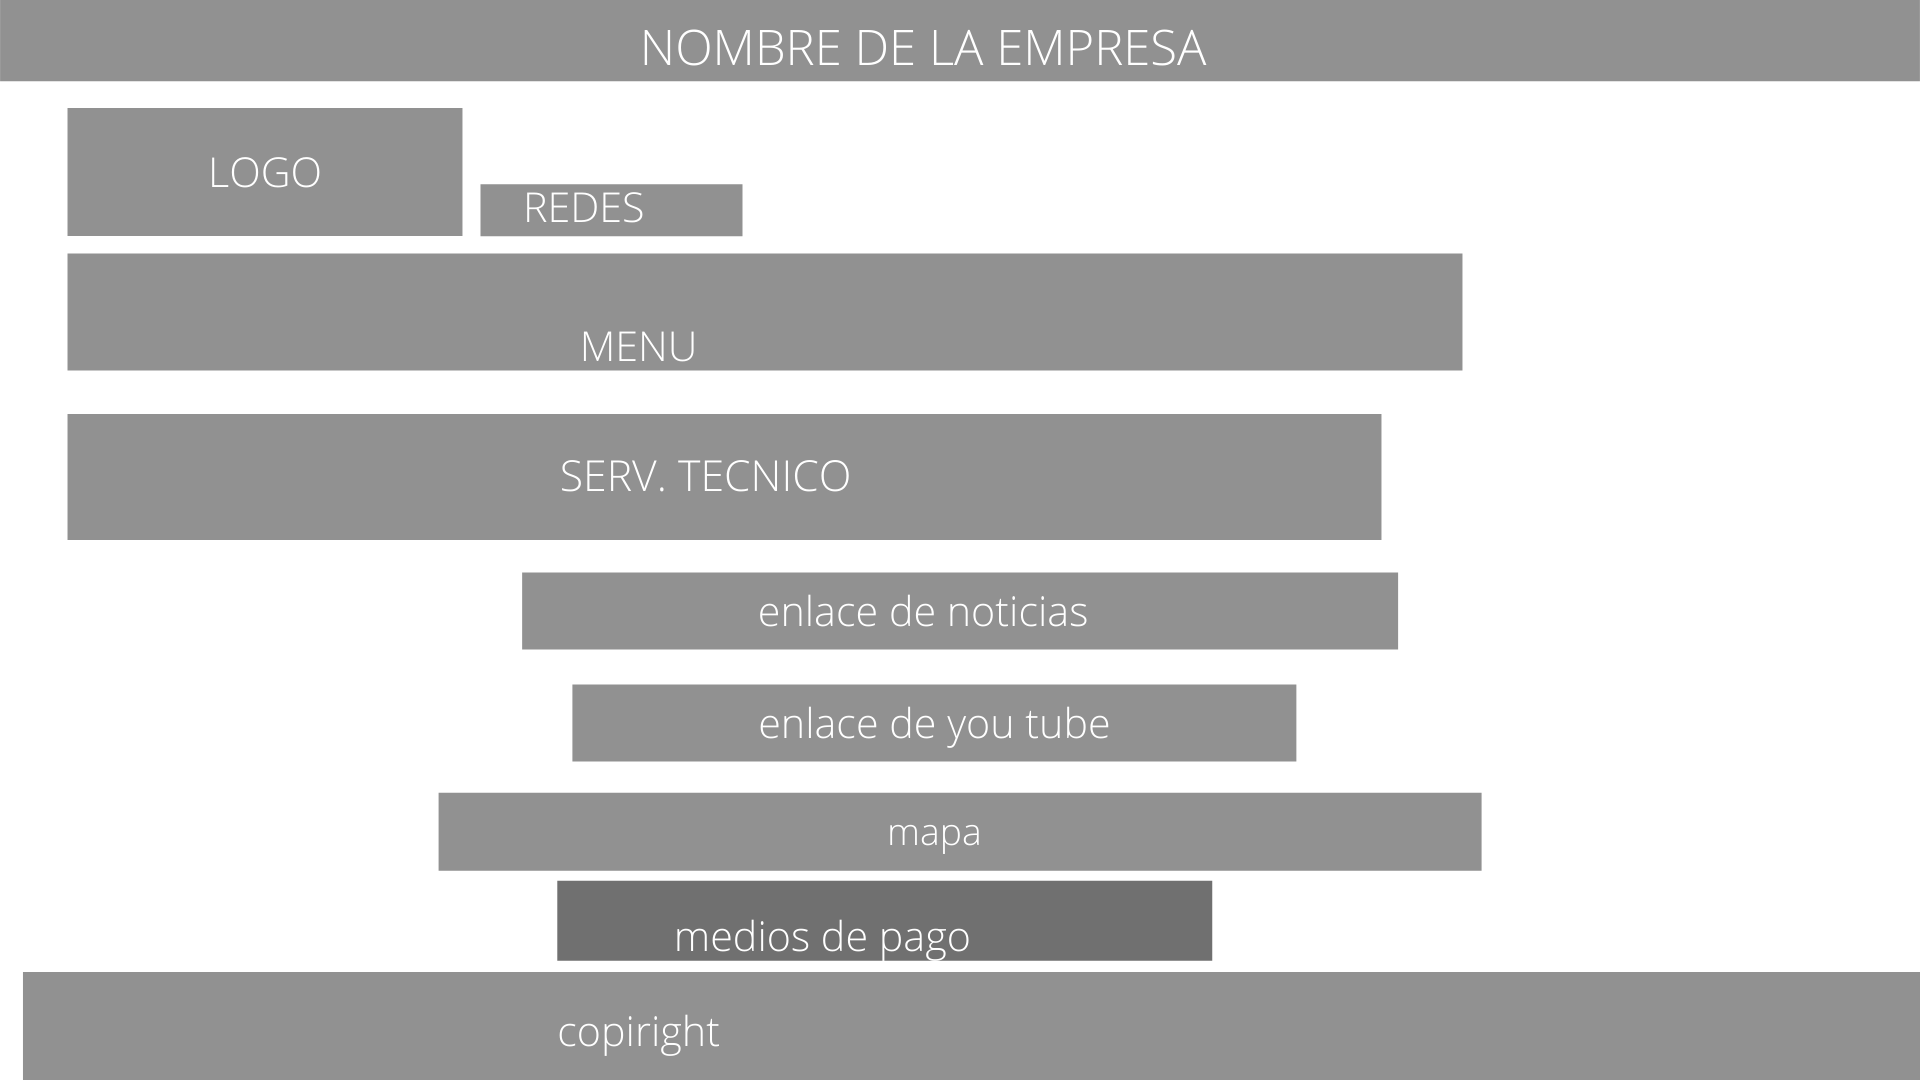 NOMBRE DE LA EMPRESA
LOGO
REDES
MENU
SERV. TECNICO
enlace de noticias
enlace de you tube
mapa
medios de pago
copiright